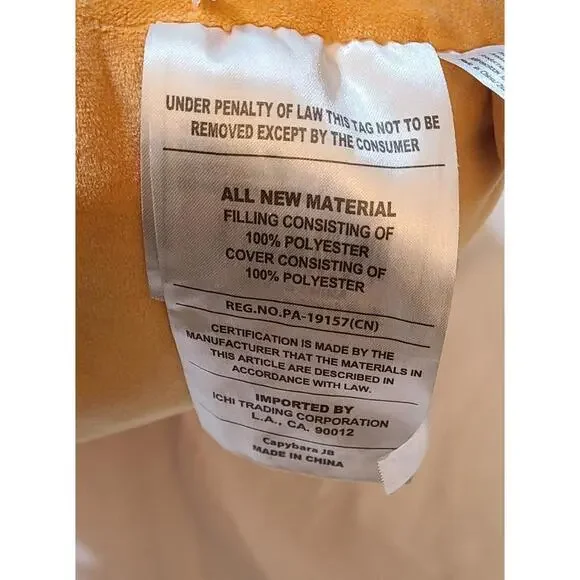 UNDER PENALTY OF LAW THIS TAG NOT TO BE
REMOVED EXCEPT BY THE CONSUMER
ALL NEW MATERIAL
FILLING CONSISTING OF
100% POLYESTER
COVER CONSISTING OF
100% POLYESTER
REG.NO.PA-19157(CN)
CERTIFICATION IS MADE BY THE
MANUFACTURER THAT THE MATERIALS IN
THIS ARTICLE ARE DESCRIBED IN
ACCORDANCE WITH LAW.
IMPORTED BY
ICHI TRADING CORPORATION
L.A., CA. 90012
Capybara JB
MADE IN CHINA